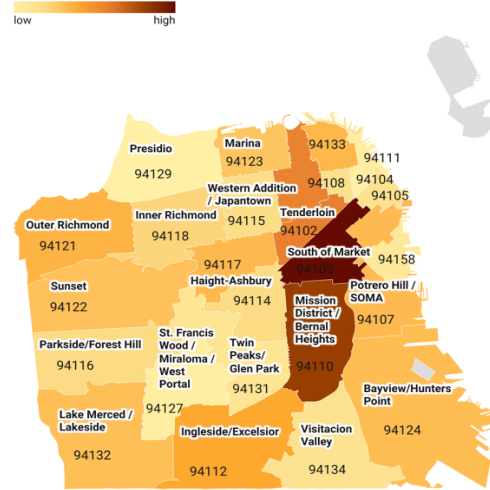 low high
Presidio
94129
Marina
94123
94133
94111
Western Addition
/ Japantown
94115
94108
94104
94105
Inner Richmond
94118
Tenderloin
94102
Outer Richmond
94121
South of Market
94103
94158
94117
Haight-Ashbury
94114
Sunset
94122
Mission
District /
Bernal
Heights
94110
Potrero Hill /
SOMA
94107
Parkside/Forest Hill
94116
St. Francis
Wood /
Miraloma /
West
Portal
94127
Twin
Peaks/
Glen Park
94131
Bayview/Hunters
Point
94124
Lake Merced /
Lakeside
94132
Ingleside/Excelsior
94112
Visitacion
Valley
94134